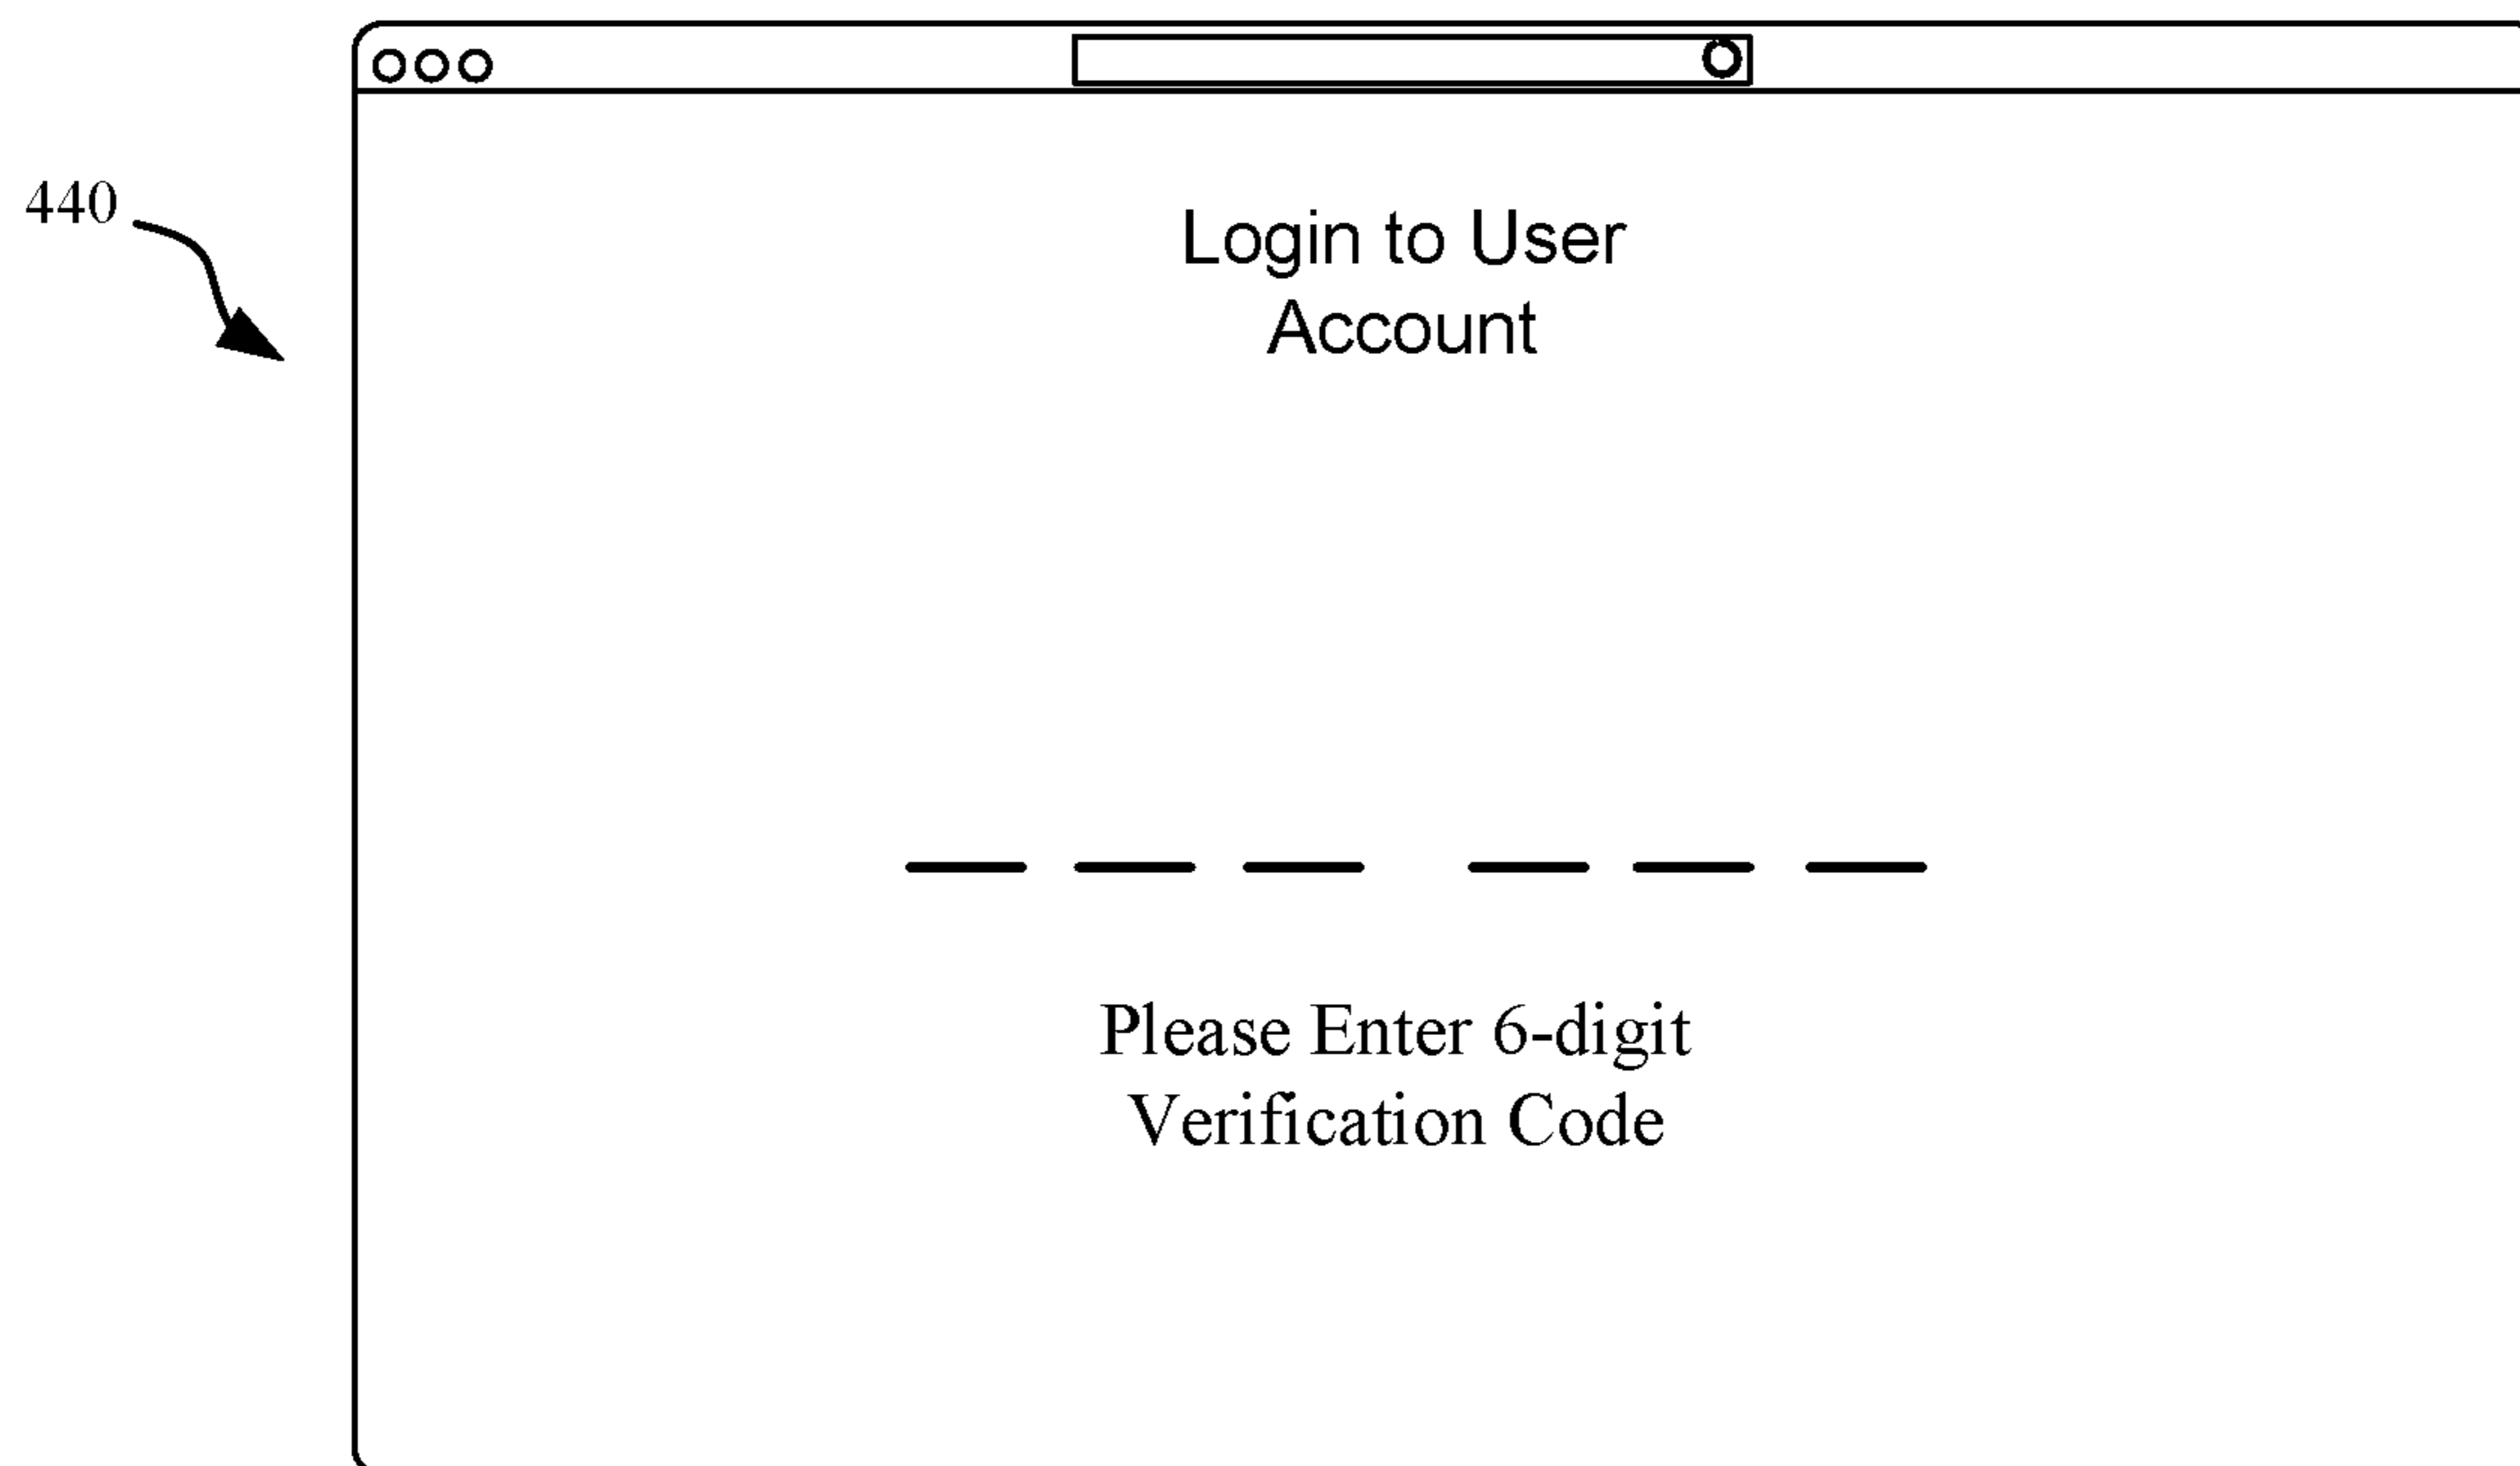 440
Login to User
Account
Please Enter 6-digit
Verification Code